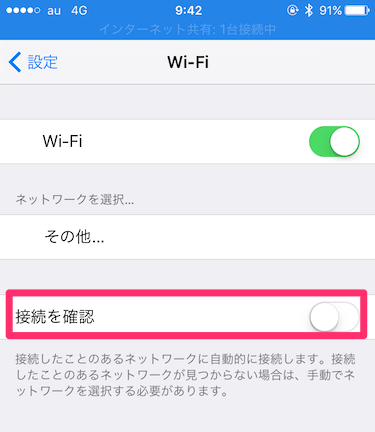 au 4G 9:42 91%
インターネット共有: 1台接続中
設定 Wi-Fi
Wi-Fi
ネットワークを選択...
その他...
接続を確認
接続したことのあるネットワークに自動的に接続します。接続
したことのあるネットワークが見つからない場合は、手動でネ
ットワークを選択する必要があります。